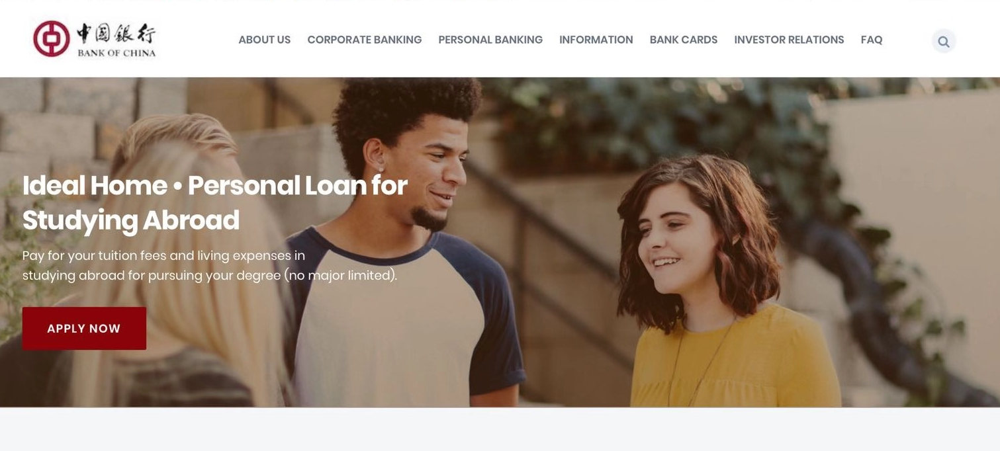 中国銀行
BANK OF CHINA
ABOUT US
CORPORATE BANKING
PERSONAL BANKING
INFORMATION
BANK CARDS
INVESTOR RELATIONS
FAQ
Ideal Home • Personal Loan for
Studying Abroad
Pay for your tuition fees and living expenses in
studying abroad for pursuing your degree (no major limited).
APPLY NOW